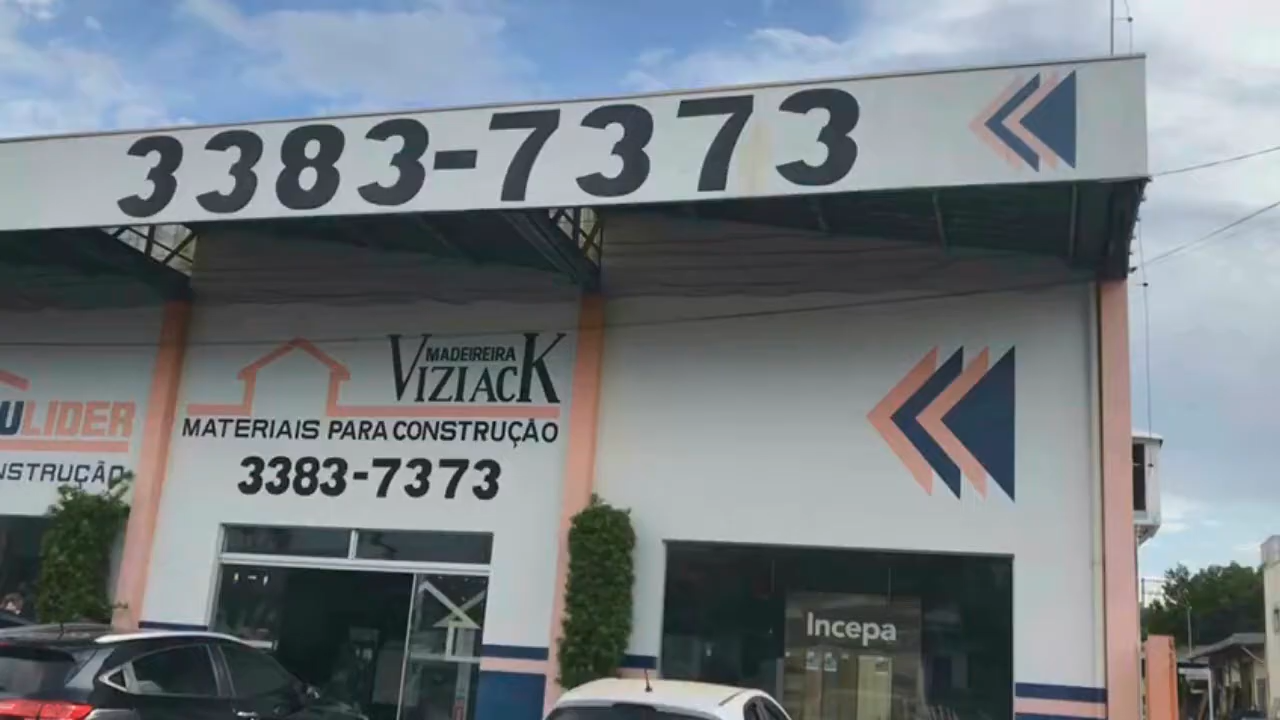 3383-7373
ULIDER
NSTRUÇÃO
MADEIREIRA
VIZIACK
MATERIAIS PARA CONSTRUÇÃO
3383-7373
Incepa